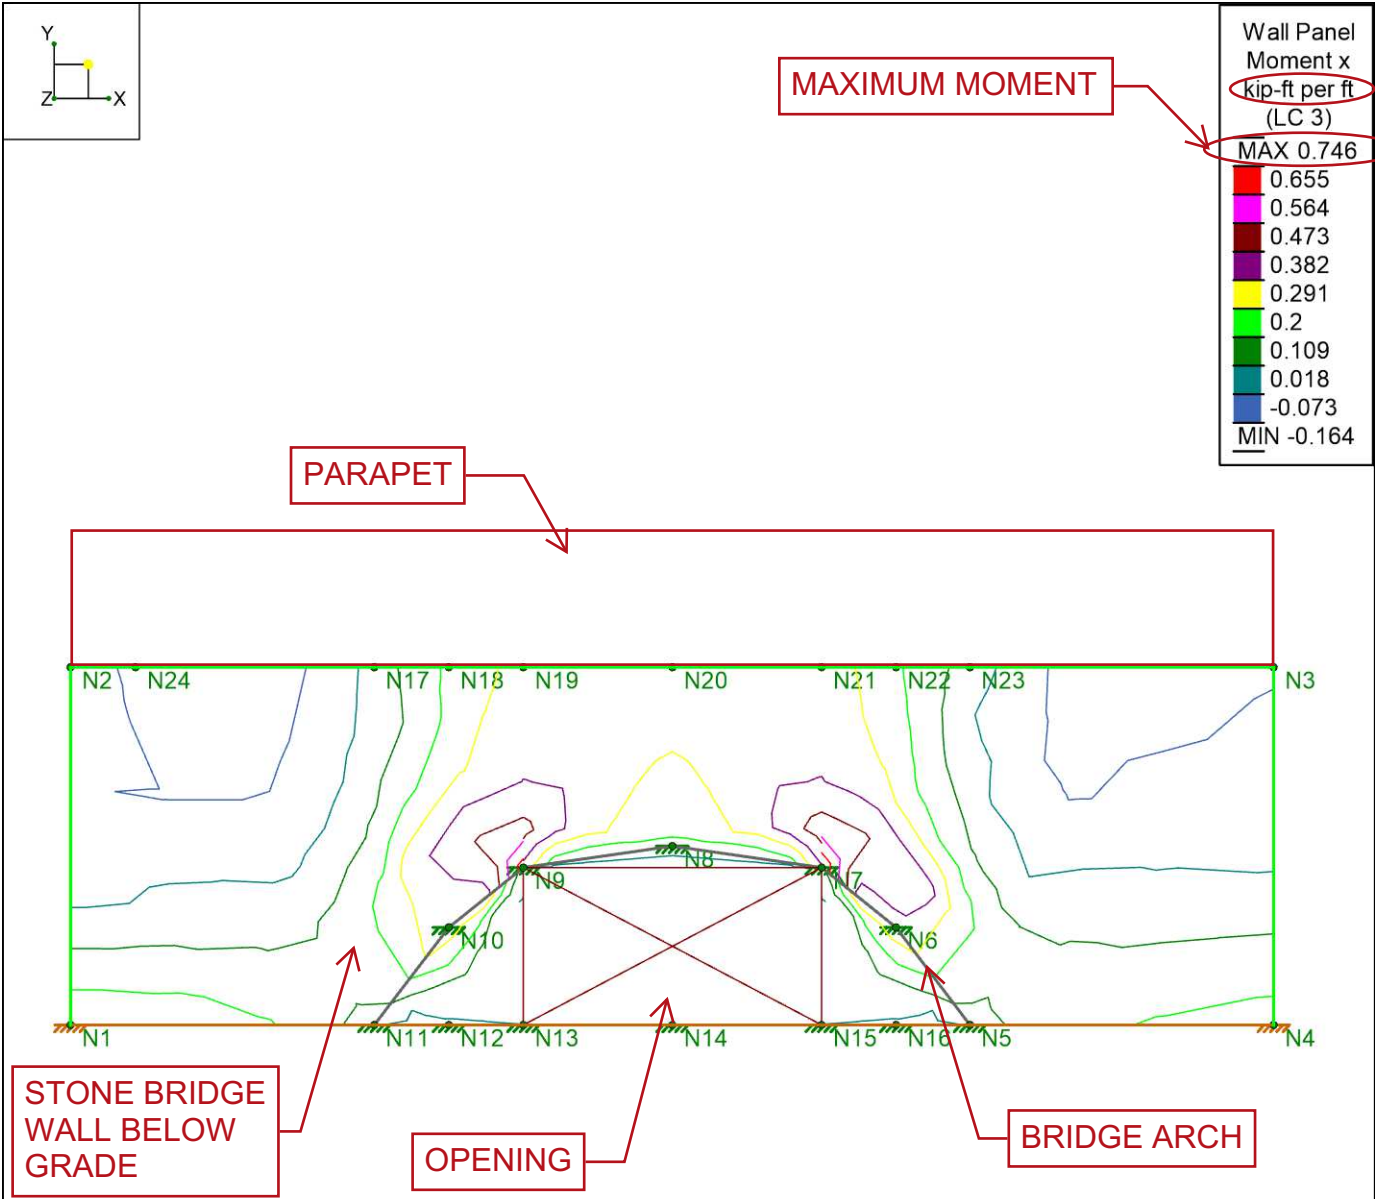 Y
Z X
MAXIMUM MOMENT
Wall Panel
Moment x
kip-ft per ft
(LC 3)
MAX 0.746
0.655
0.564
0.473
0.382
0.291
0.2
0.109
0.018
-0.073
MIN -0.164
PARAPET
N2 N24 N17 N18 N19 N20 N21 N22 N23 N3
N8
N9 N7
N10 N6
N1 N11 N12 N13 N14 N15 N16 N5 N4
STONE BRIDGE
WALL BELOW
GRADE
OPENING
BRIDGE ARCH